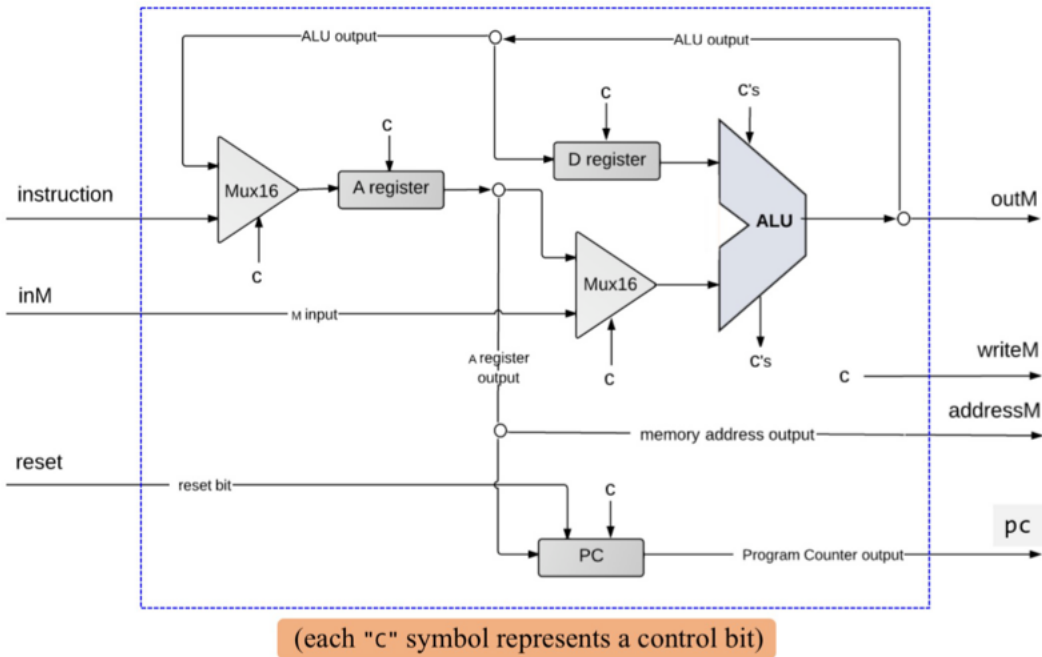 ALU output
ALU output
C
C
C's
instruction
Mux16
A register
D register
ALU
outM
C
Mux16
inM
M input
A register
output
C
C's
writeM
C
addressM
memory address output
reset
reset bit
C
pc
PC
Program Counter output
(each "C" symbol represents a control bit)